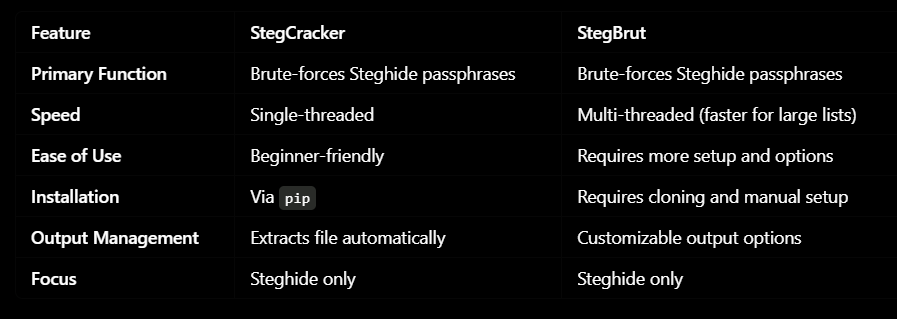 Feature StegCracker StegBrut
Primary Function Brute-forces Steghide passphrases Brute-forces Steghide passphrases
Speed Single-threaded Multi-threaded (faster for large lists)
Ease of Use Beginner-friendly Requires more setup and options
Installation Via pip Requires cloning and manual setup
Output Management Extracts file automatically Customizable output options
Focus Steghide only Steghide only